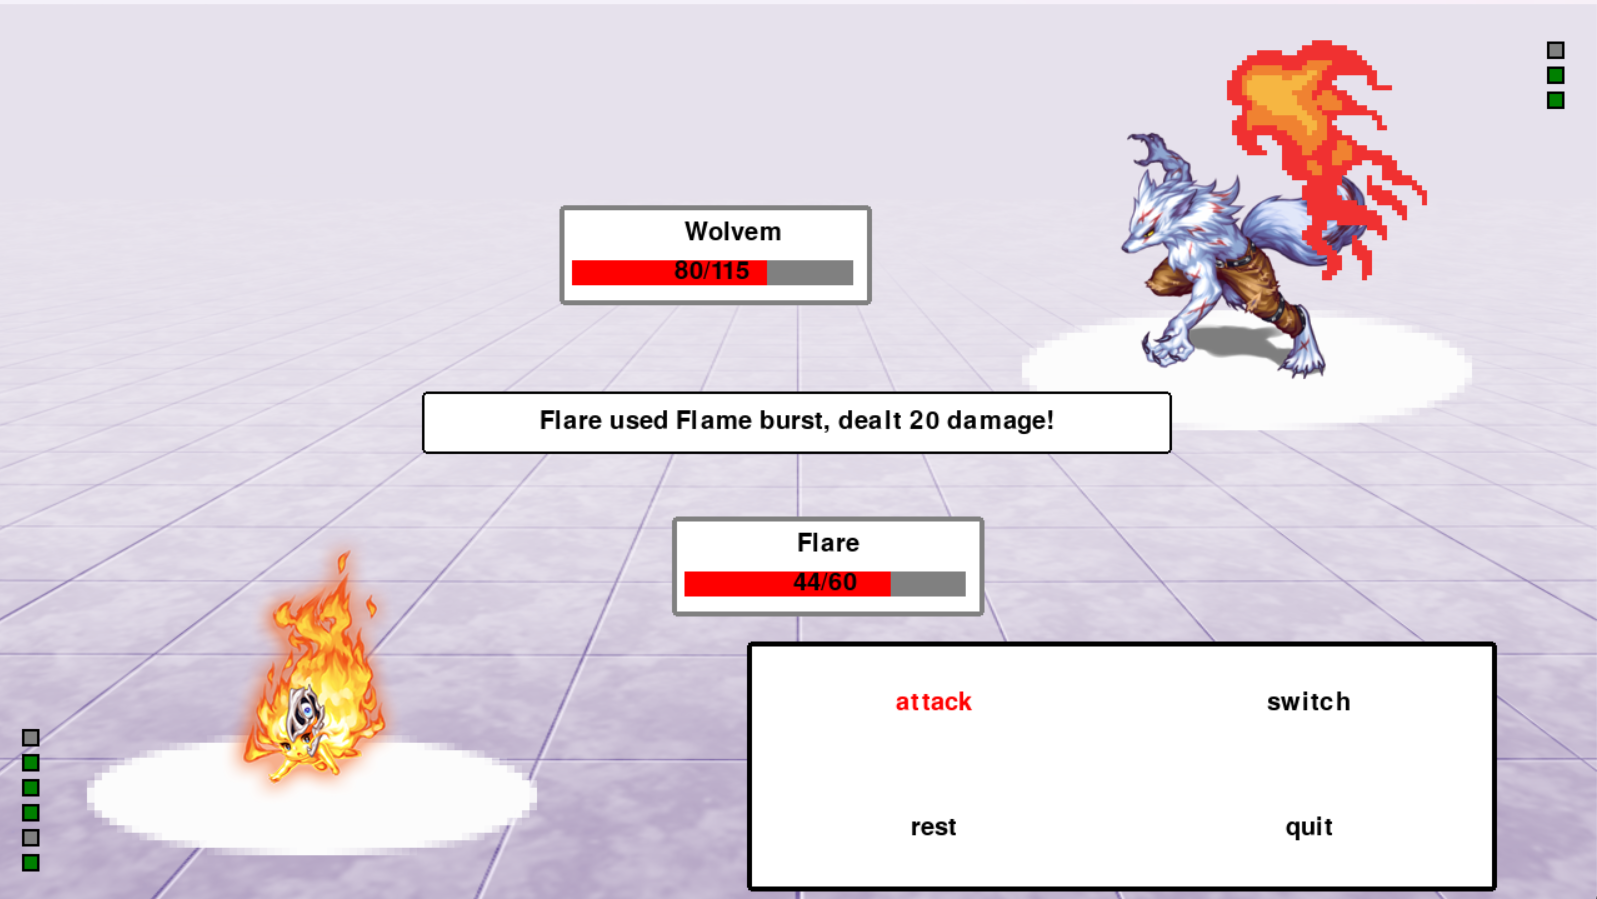 Wolvem
80/115
Flare used Flame burst, dealt 20 damage!
Flare
44/60
attack
switch
rest
quit